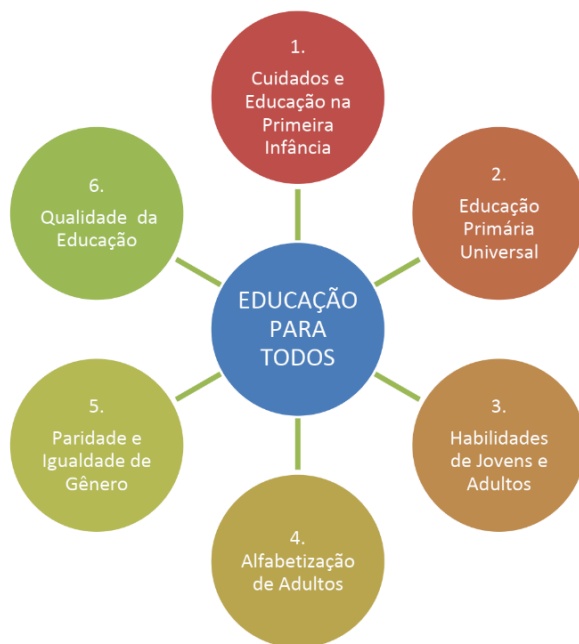 1.
Cuidados e
Educação na
Primeira
Infância
2.
Educação
Primária
Universal
3.
Habilidades
de Jovens e
Adultos
4.
Alfabetização
de Adultos
5.
Paridade e
Igualdade de
Gênero
6.
Qualidade da
Educação
EDUCAÇÃO
PARA
TODOS